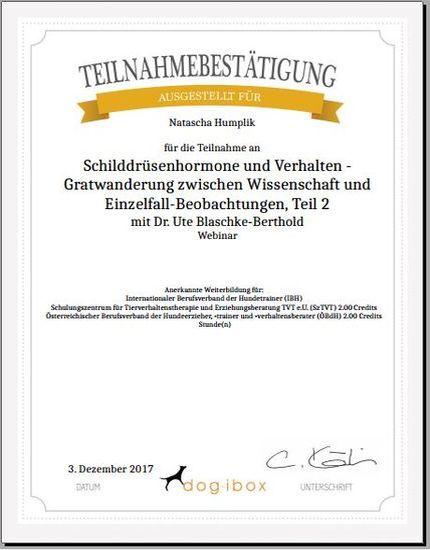 TEILNAHMEBESTÄTIGUNG
AUSGESTELLT FÜR
Natascha Humplik
für die Teilnahme an
Schilddrüsenhormone und Verhalten -
Gratwanderung zwischen Wissenschaft und
Einzelfall-Beobachtungen, Teil 2
mit Dr. Ute Blaschke-Berthold
Webinar
Anerkannte Weiterbildung für:
Internationaler Berufsverband der Hundetrainer (IBH)
Schulungszentrum für Tierverhaltenstherapie und Erziehungsberatung TVT e.U. (SzTVT) 2.00 Credits
Österreichischer Berufsverband der Hundeerzieher, -trainer und -verhaltensberater (ÖBdH) 2.00 Credits
Stunde(n)
3. Dezember 2017
DATUM
dog-ibox
UNTERSCHRIFT